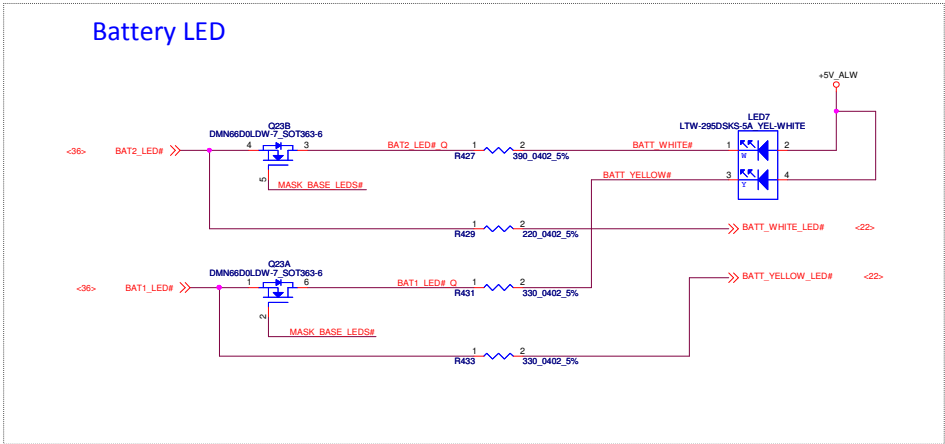 Battery LED
+5V_ALW
Q23B
DMN66D0LDW-7_SOT363-6
LED7
LTW-295DSKS-5A_YEL-WHITE
<36> BAT2_LED# 4 3 BAT2_LED#_Q 1 2 BATT_WHITE# 1 W 2
R427 390_0402_5%
5 MASK_BASE_LEDS#
BATT_YELLOW# 3 Y 4
1 2 BATT_WHITE_LED# <22>
R429 220_0402_5%
Q23A
DMN66D0LDW-7_SOT363-6
<36> BAT1_LED# 1 6 BAT1_LED#_Q 1 2 BATT_YELLOW_LED# <22>
R431 330_0402_5%
2 MASK_BASE_LEDS#
1 2
R433 330_0402_5%